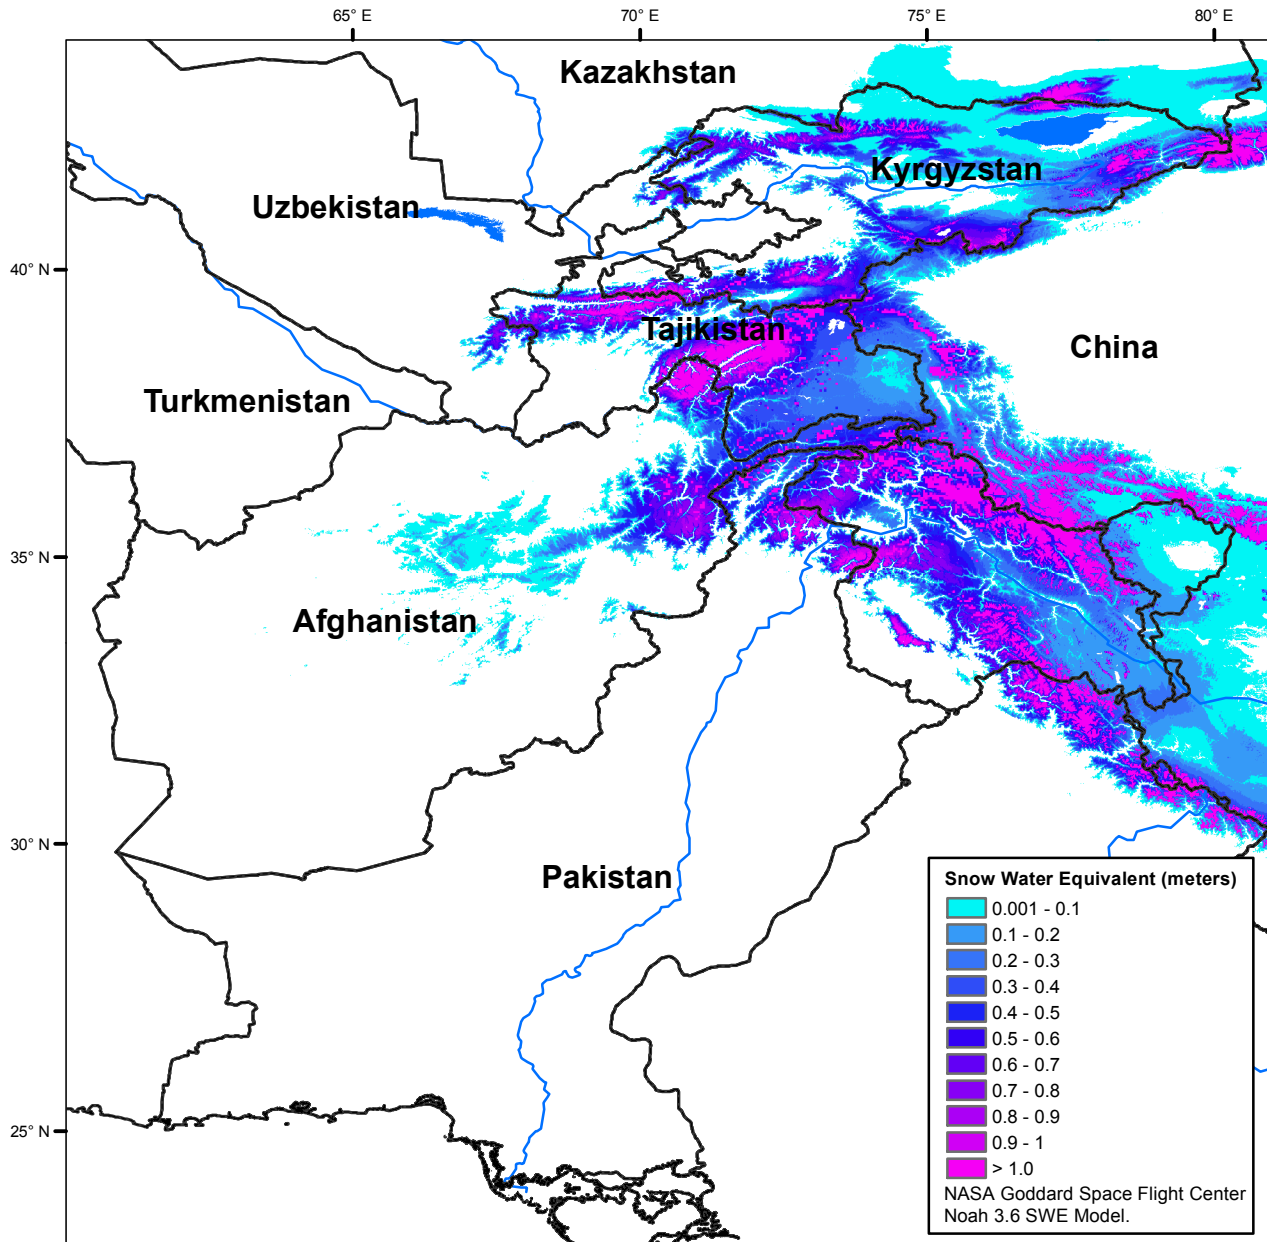 65° E
70° E
75° E
80° E
Kazakhstan
Kyrgyzstan
Uzbekistan
40° N
Tajikistan
China
Turkmenistan
35° N
Afghanistan
30° N
Pakistan
Snow Water Equivalent (meters)
0.001 - 0.1
0.1 - 0.2
0.2 - 0.3
0.3 - 0.4
0.4 - 0.5
0.5 - 0.6
0.6 - 0.7
0.7 - 0.8
0.8 - 0.9
0.9 - 1
> 1.0
NASA Goddard Space Flight Center
Noah 3.6 SWE Model.
25° N